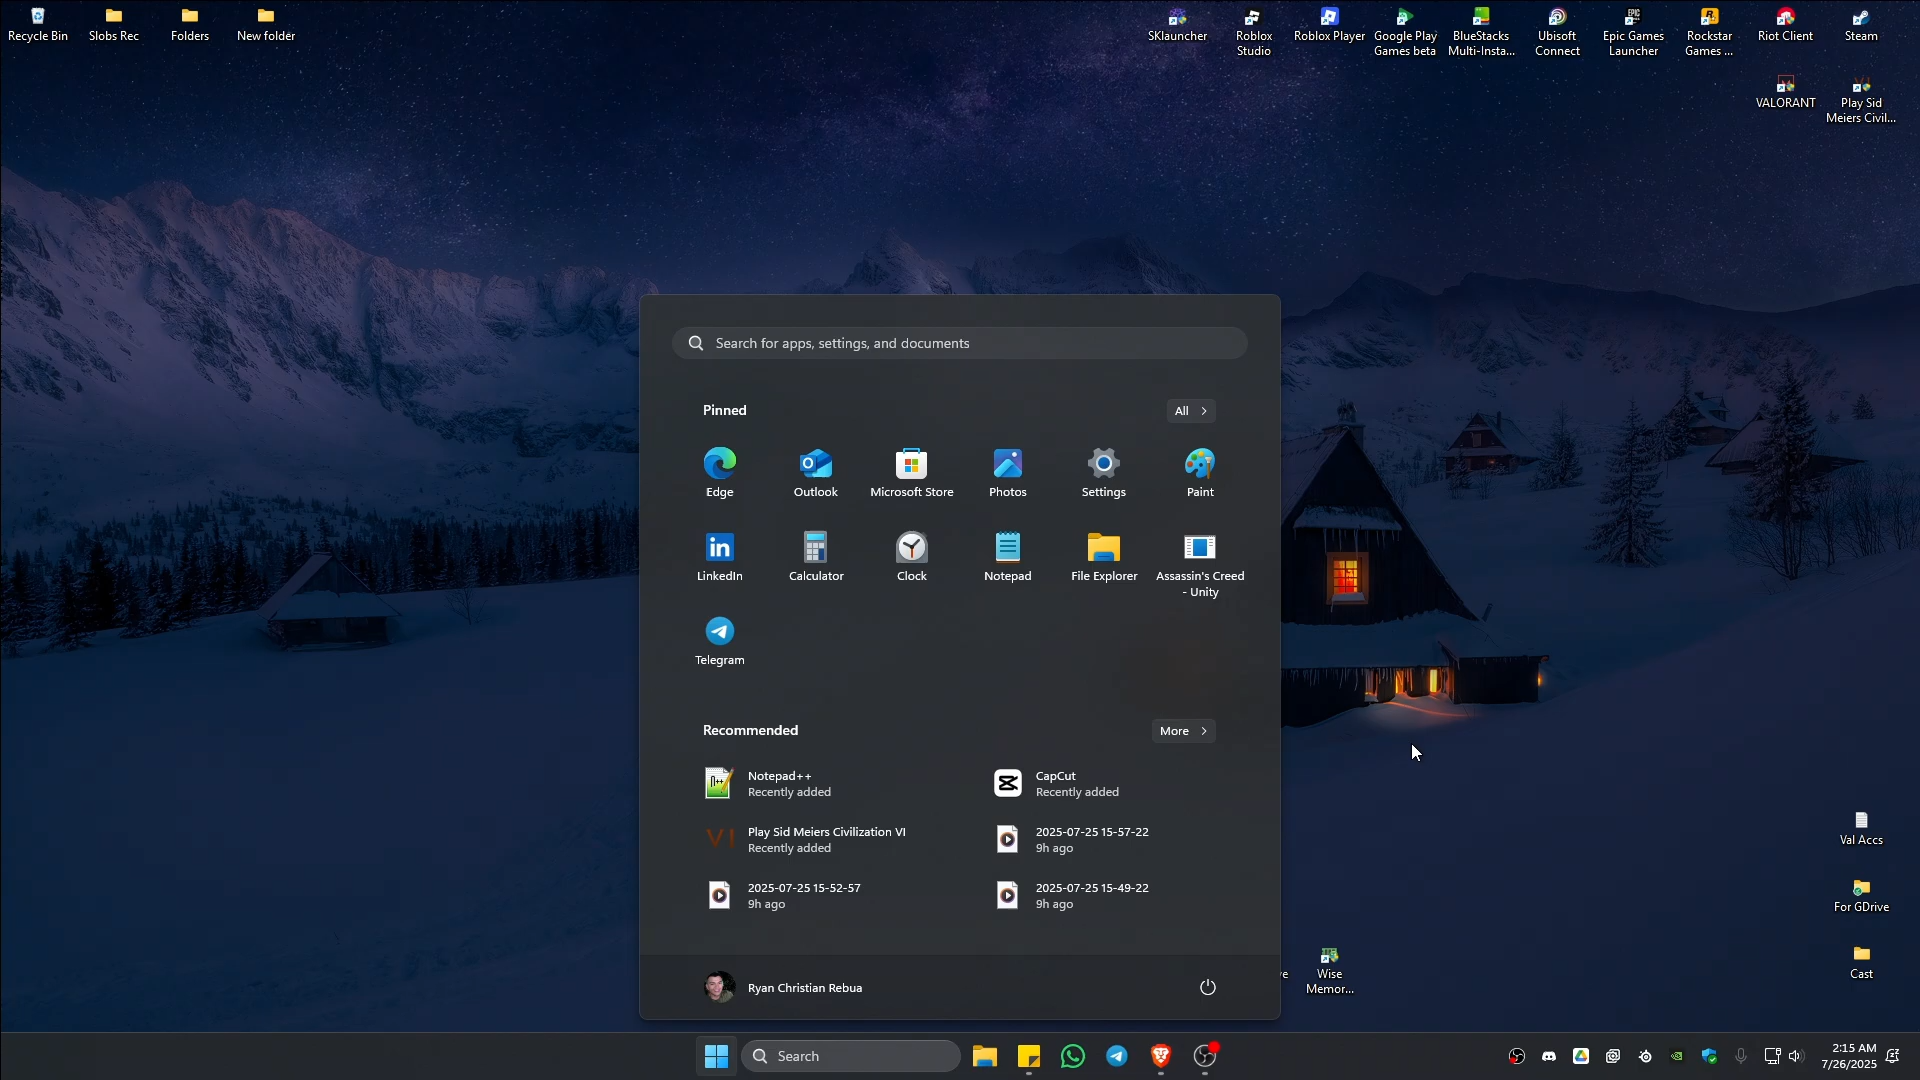 Recycle Bin
Slobs Rec
Folders
New folder
SKlauncher
Roblox
Studio
Roblox Player
Google Play
Games beta
BlueStacks
Multi-Insta...
Ubisoft
Connect
Epic Games
Launcher
Rockstar
Games ...
Riot Client
Steam
VALORANT
Play Sid
Meiers Civil...
Search for apps, settings, and documents
Pinned
All
Edge
Outlook
Microsoft Store
Photos
Settings
Paint
LinkedIn
Calculator
Clock
Notepad
File Explorer
Assassin's Creed
- Unity
Telegram
Recommended
More
Notepad++
Recently added
CapCut
Recently added
Play Sid Meiers Civilization VI
Recently added
2025-07-25 15-57-22
9h ago
2025-07-25 15-52-57
9h ago
2025-07-25 15-49-22
9h ago
Val Accs
For GDrive
Wise
Memor...
Cast
Ryan Christian Rebua
Search
2:15 AM
7/26/2025